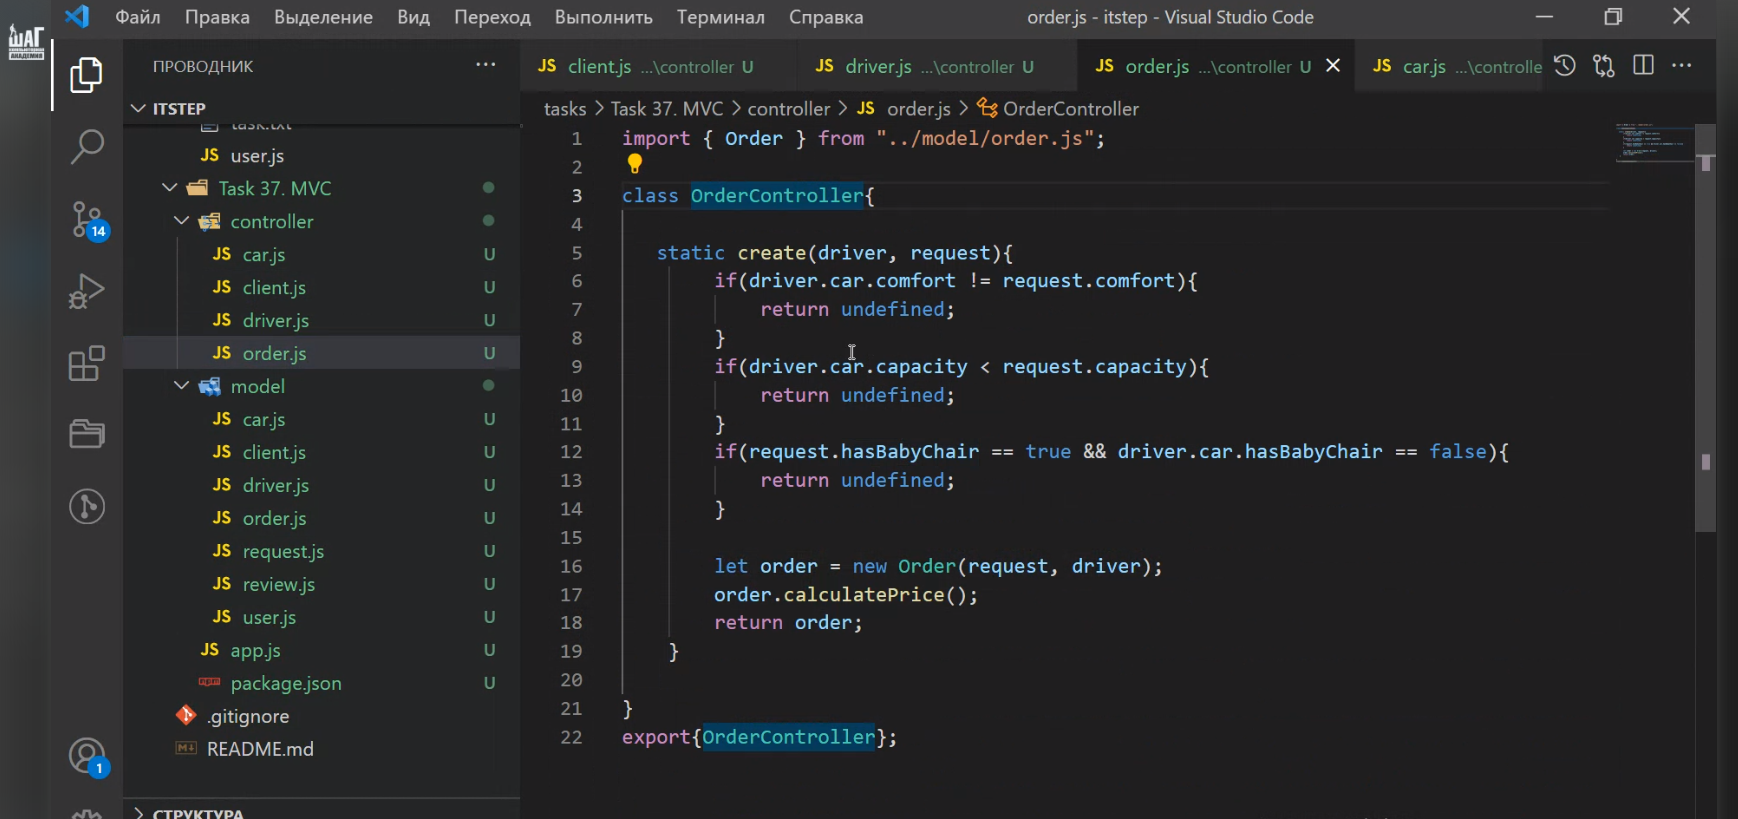 ШАГ
КОМПЬЮТЕРНАЯ
АКАДЕМИЯ
Файл Правка Выделение Вид Переход Выполнить Терминал Справка order.js - itstep - Visual Studio Code
ПРОВОДНИК ···
JS client.js ...\controller U JS driver.js ...\controller U JS order.js ...\controller U JS car.js ...\controlle
ITSTEP
tasks > Task 37. MVC > controller > JS order.js > OrderController
task.txt
JS user.js
Task 37. MVC
controller
JS car.js U
JS client.js U
JS driver.js U
JS order.js U
model
JS car.js U
JS client.js U
JS driver.js U
JS order.js U
JS request.js U
JS review.js U
JS user.js U
JS app.js U
package.json U
.gitignore
README.md
СТРУКТУРА
14
1
1 import { Order } from "../model/order.js";
2
3 class OrderController{
4
5 static create(driver, request){
6 if(driver.car.comfort != request.comfort){
7 return undefined;
8 }
9 if(driver.car.capacity < request.capacity){
10 return undefined;
11 }
12 if(request.hasBabyChair == true && driver.car.hasBabyChair == false){
13 return undefined;
14 }
15
16 let order = new Order(request, driver);
17 order.calculatePrice();
18 return order;
19 }
20
21 }
22 export{OrderController};